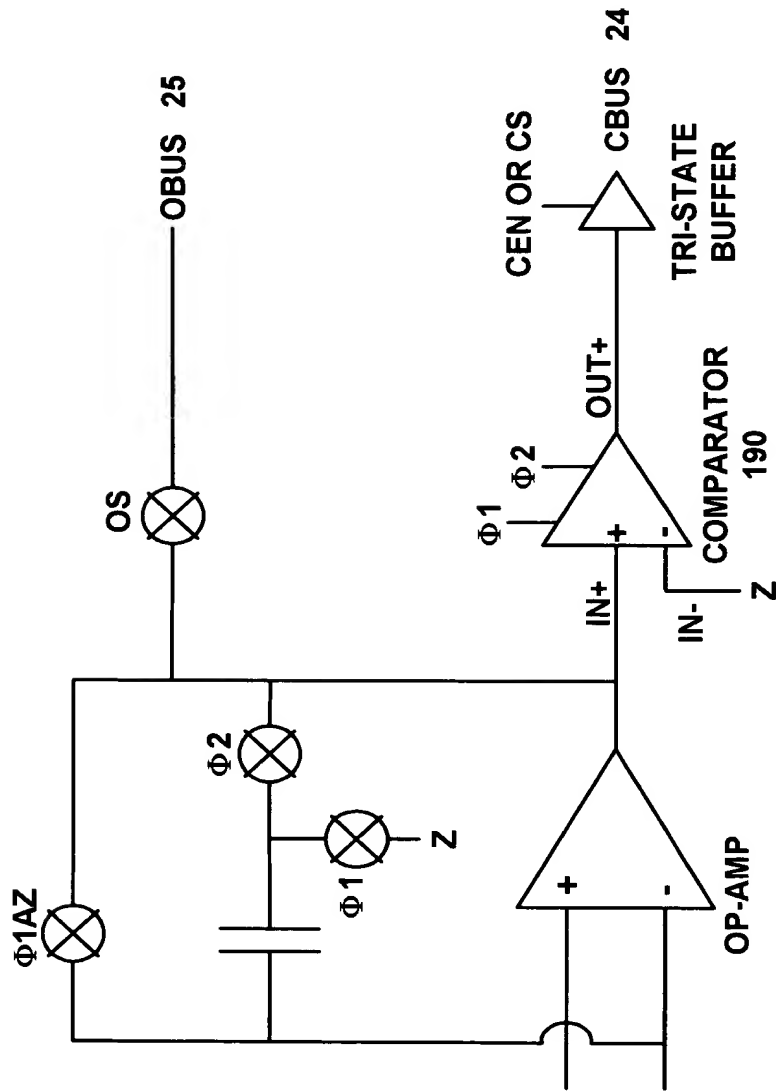 Φ1AZ
OS
OBUS 25
Φ2
Φ1
Z
CEN OR CS
CBUS 24
TRI-STATE
BUFFER
Φ1
Φ2
OUT+
IN+
+
-
IN-
Z
COMPARATOR
190
+
-
OP-AMP